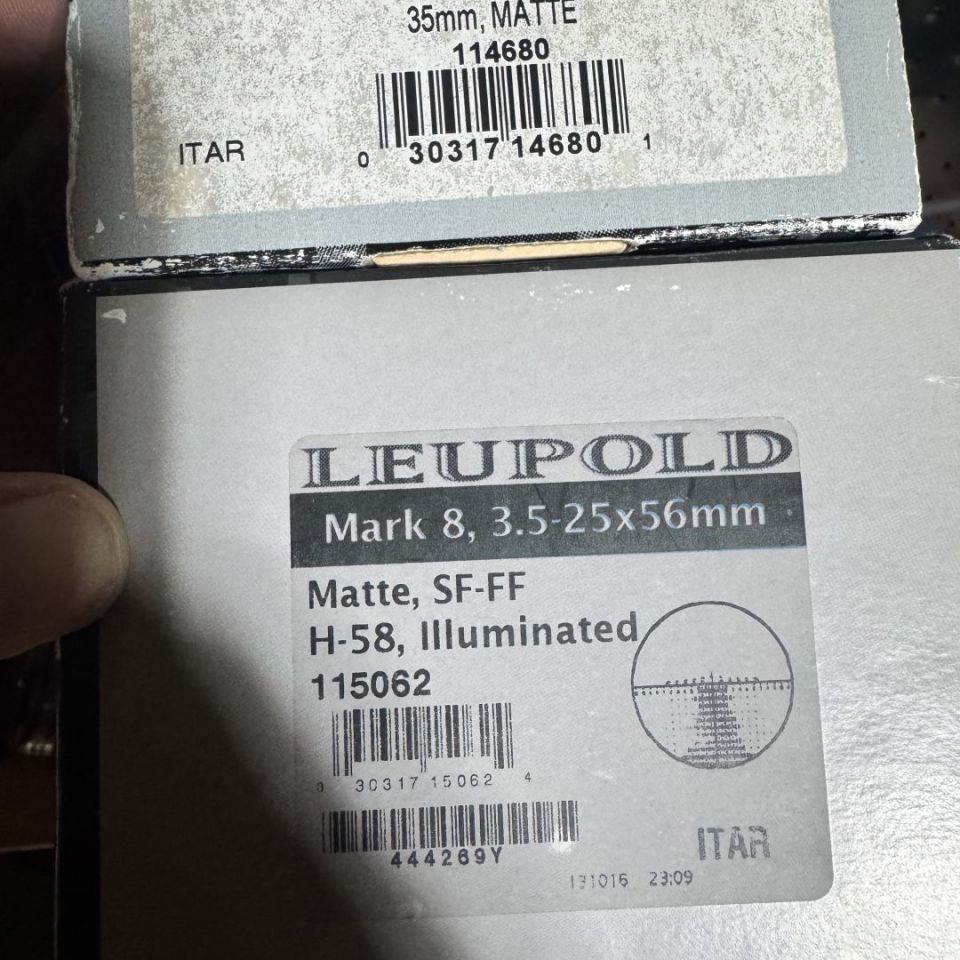 35mm, MATTE
114680
ITAR
0 30317 14680 1
LEUPOLD
Mark 8, 3.5-25x56mm
Matte, SF-FF
H-58, Illuminated
115062
0 30317 15062 4
444269Y
ITAR
131016 23:09